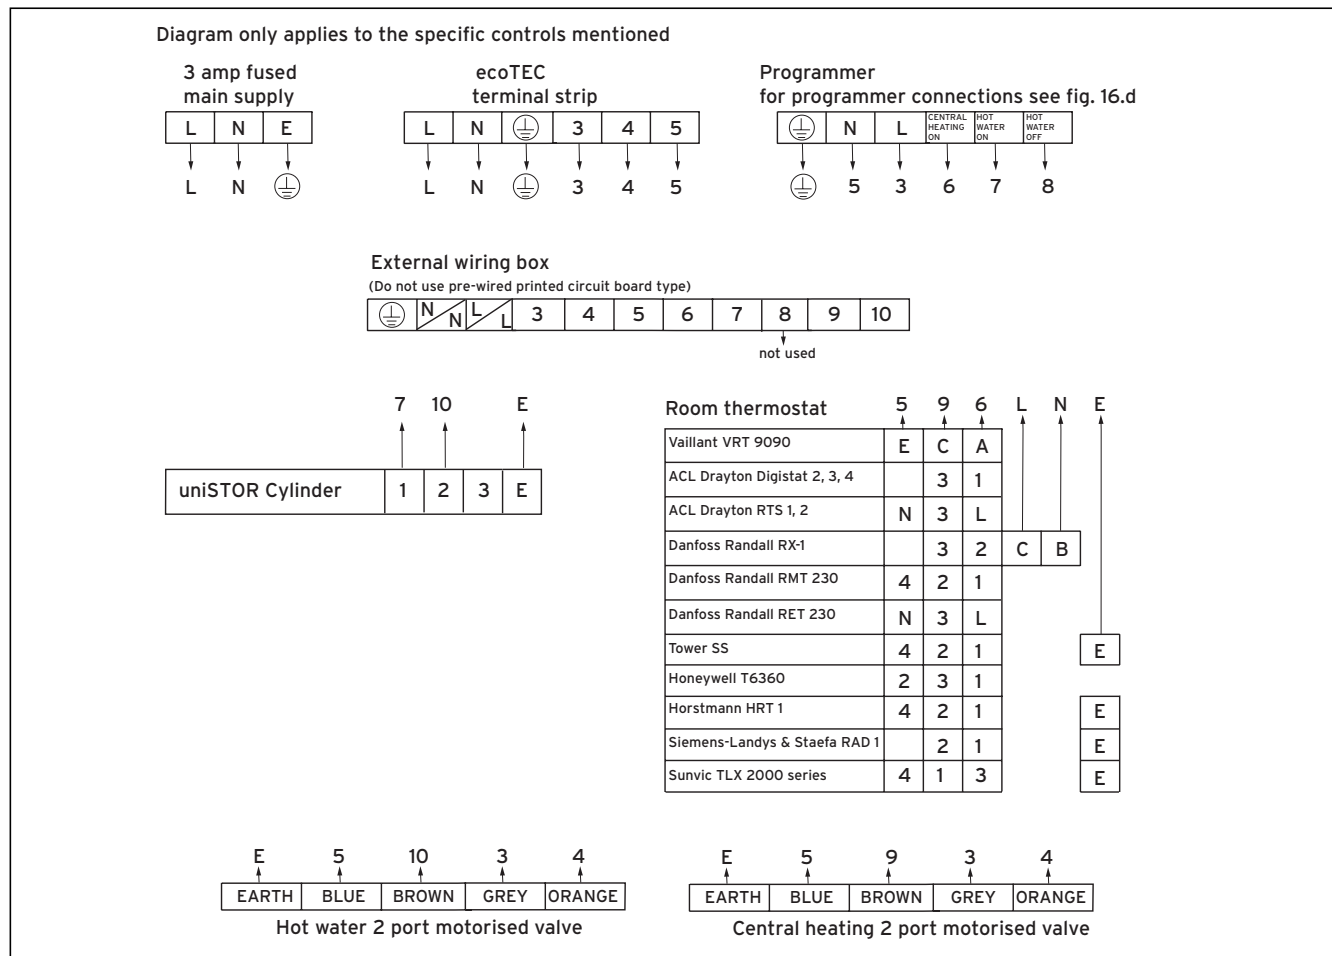 Diagram only applies to the specific controls mentioned
3 amp fused
main supply
L N E
L N
ecoTEC
terminal strip
L N 3 4 5
L N 3 4 5
Programmer
for programmer connections see fig. 16.d
N L CENTRAL HEATING ON HOT WATER ON HOT WATER OFF
5 3 6 7 8
External wiring box
(Do not use pre-wired printed circuit board type)
N N L L 3 4 5 6 7 8 9 10
not used
7 10 E
uniSTOR Cylinder 1 2 3 E
Room thermostat 5 9 6 L N E
Vaillant VRT 9090 E C A
ACL Drayton Digistat 2, 3, 4 3 1
ACL Drayton RTS 1, 2 N 3 L
Danfoss Randall RX-1 3 2 C B
Danfoss Randall RMT 230 4 2 1
Danfoss Randall RET 230 N 3 L
Tower SS 4 2 1 E
Honeywell T6360 2 3 1
Horstmann HRT 1 4 2 1 E
Siemens-Landys & Staefa RAD 1 2 1 E
Sunvic TLX 2000 series 4 1 3 E
E 5 10 3 4
EARTH BLUE BROWN GREY ORANGE
Hot water 2 port motorised valve
E 5 9 3 4
EARTH BLUE BROWN GREY ORANGE
Central heating 2 port motorised valve